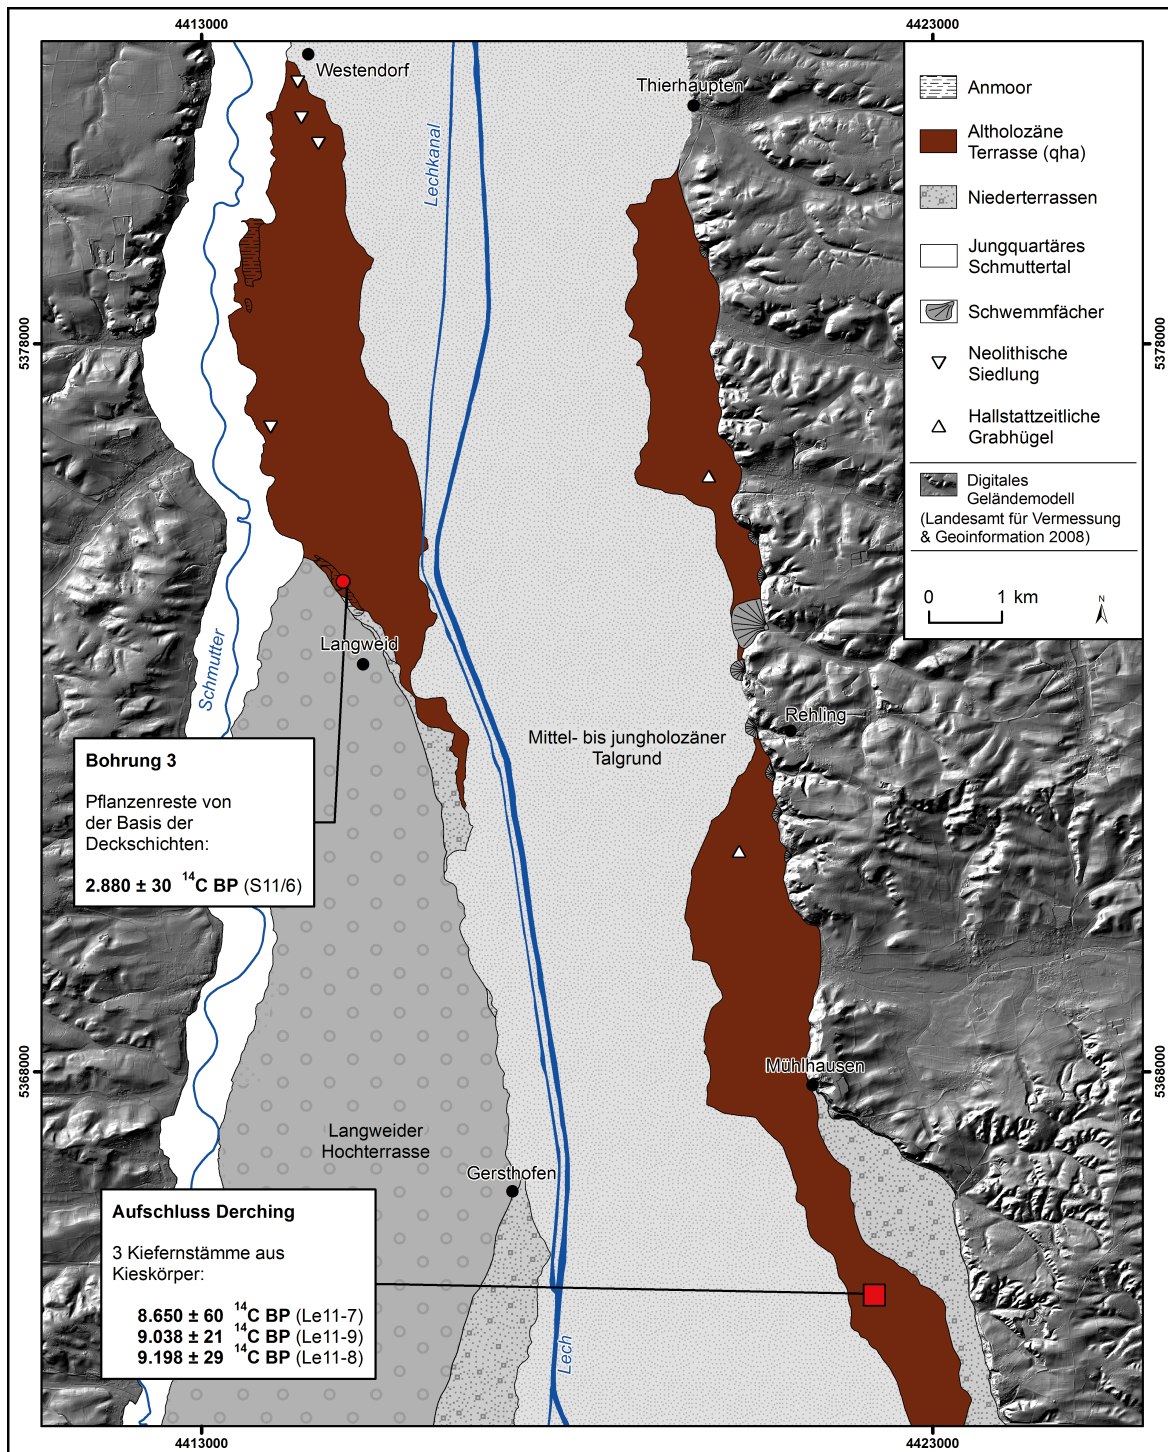 4413000
4423000
Westendorf
Thierhaupten
Lechkanal
Anmoor
Altholozäne
Terrasse (qha)
Niederterrassen
Jungquartäres
Schmuttertal
Schwemmfächer
Neolithische
Siedlung
Hallstattzeitliche
Grabhügel
Digitales
Geländemodell
(Landesamt für Vermessung
& Geoinformation 2008)
0 1 km
N
5378000
5378000
Langweid
Schmutter
Rehling
Mittel- bis jungholozäner
Talgrund
Bohrung 3
Pflanzenreste von
der Basis der
Deckschichten:
2.880 ± 30 14C BP (S11/6)
5368000
5368000
Mühlhausen
Langweider
Hochterrasse
Gersthofen
Aufschluss Derching
3 Kiefernstämme aus
Kieskörper:
8.650 ± 60 14C BP (Le11-7)
9.038 ± 21 14C BP (Le11-9)
9.198 ± 29 14C BP (Le11-8)
Lech
4413000
4423000